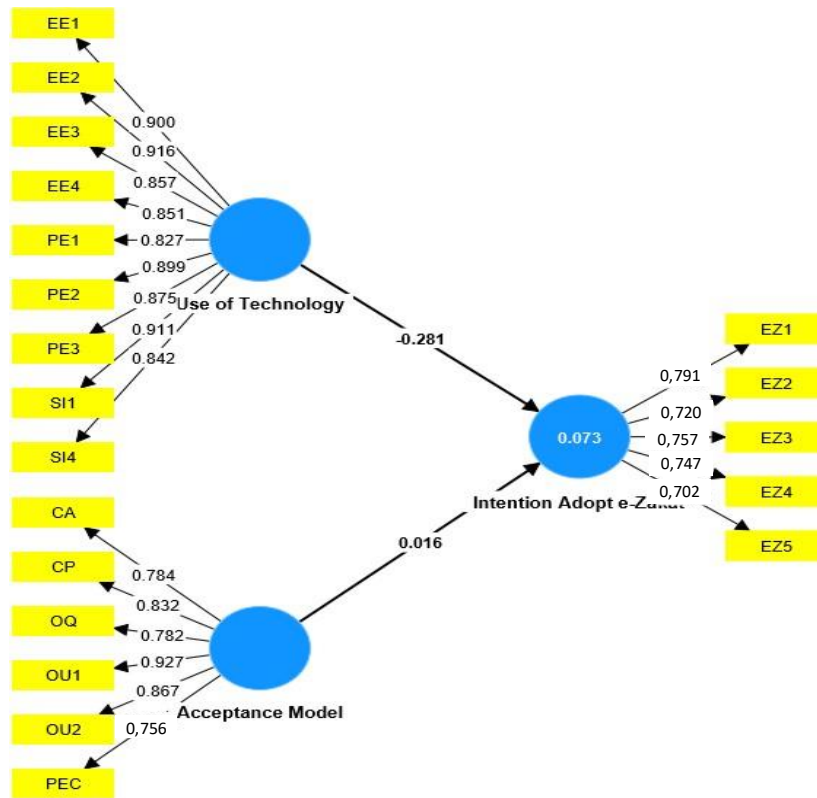 EE1
EE2
EE3
EE4
PE1
PE2
PE3
SI1
SI4
0.900
0.916
0.857
0.851
0.827
0.899
0.875
0.911
0.842
Use of Technology
-0.281
CA
CP
OQ
OU1
OU2
PEC
0.784
0.832
0.782
0.927
0.867
0,756
Acceptance Model
0.016
0.073
Intention Adopt e-Zakat
0,791
0,720
0,757
0,747
0,702
EZ1
EZ2
EZ3
EZ4
EZ5